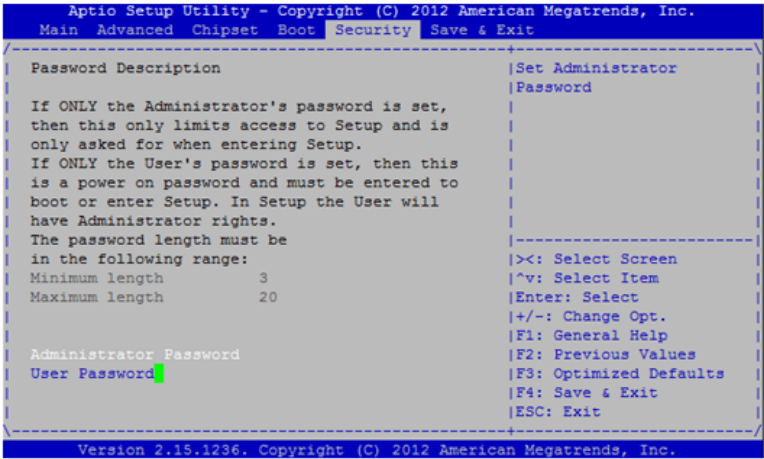 Aptio Setup Utility - Copyright (C) 2012 American Megatrends, Inc.
Main Advanced Chipset Boot Security Save & Exit
Password Description
If ONLY the Administrator's password is set,
then this only limits access to Setup and is
only asked for when entering Setup.
If ONLY the User's password is set, then this
is a power on password and must be entered to
boot or enter Setup. In Setup the User will
have Administrator rights.
The password length must be
in the following range:
Minimum length 3
Maximum length 20
Administrator Password
User Password
Set Administrator
Password
><: Select Screen
^v: Select Item
Enter: Select
+/-: Change Opt.
F1: General Help
F2: Previous Values
F3: Optimized Defaults
F4: Save & Exit
ESC: Exit
Version 2.15.1236. Copyright (C) 2012 American Megatrends, Inc.